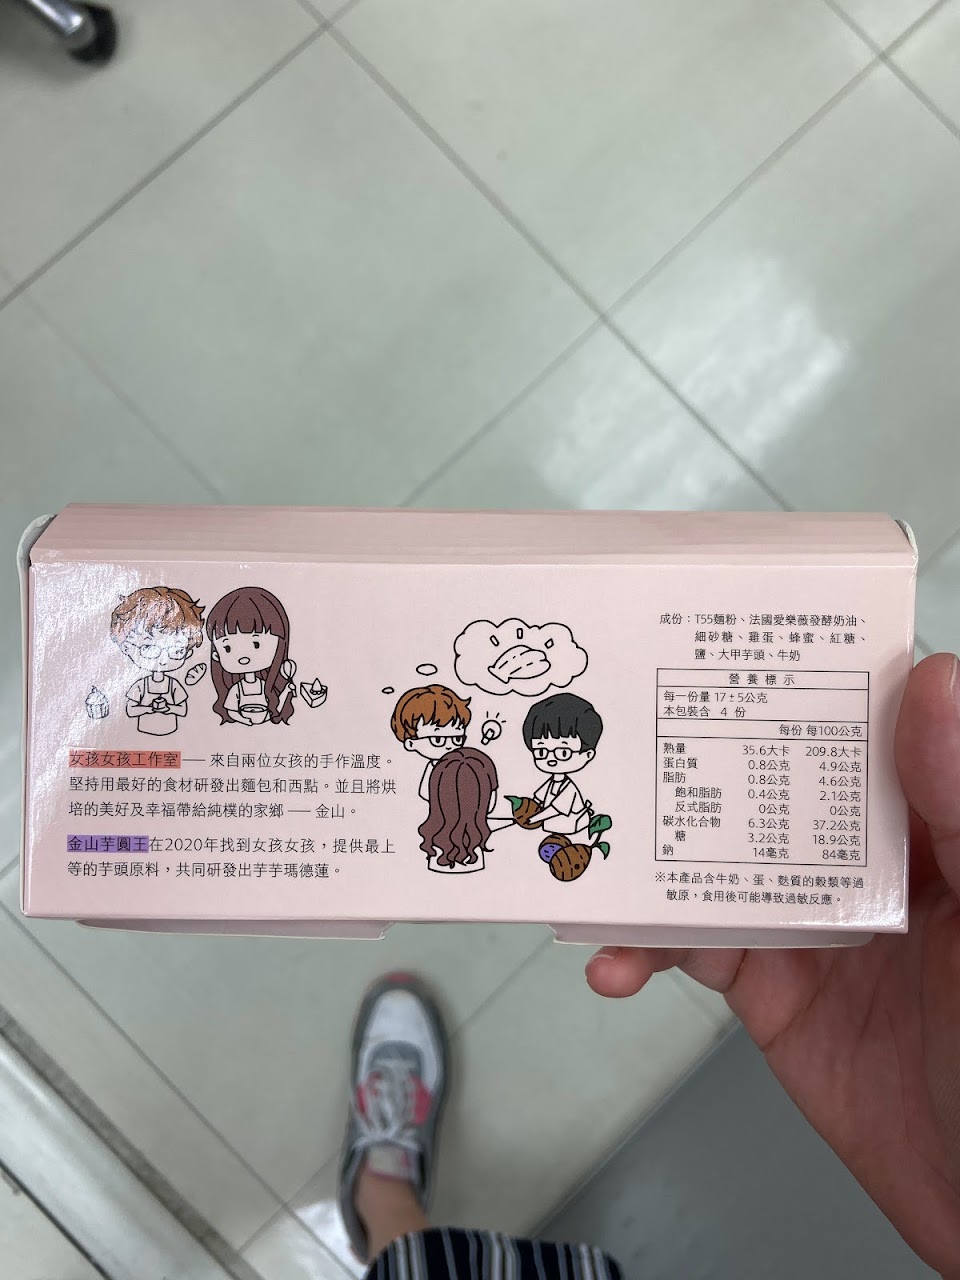 女孩女孩工作室 —— 來自兩位女孩的手作溫度。
堅持用最好的食材研發出麵包和西點。並且將烘
培的美好及幸福帶給純樸的家鄉 —— 金山。
金山芋圓王在2020年找到女孩女孩，提供最上
等的芋頭原料，共同研發出芋芋瑪德蓮。
成份：T55麵粉、法國愛樂薇發酵奶油、
細砂糖、雞蛋、蜂蜜、紅糖、
鹽、大甲芋頭、牛奶
營養標示
每一份量 17±5公克
本包裝含 4 份
每份 每100公克
熱量 35.6大卡 209.8大卡
蛋白質 0.8公克 4.9公克
脂肪 0.8公克 4.6公克
飽和脂肪 0.4公克 2.1公克
反式脂肪 0公克 0公克
碳水化合物 6.3公克 37.2公克
糖 3.2公克 18.9公克
鈉 14毫克 84毫克
※本產品含牛奶、蛋、麩質的穀類等過
敏原，食用後可能導致過敏反應。